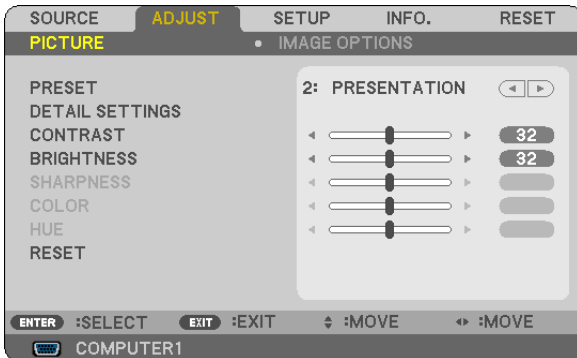 SOURCE ADJUST SETUP INFO. RESET
PICTURE • IMAGE OPTIONS
PRESET 2: PRESENTATION
DETAIL SETTINGS
CONTRAST 32
BRIGHTNESS 32
SHARPNESS
COLOR
HUE
RESET
ENTER :SELECT EXIT :EXIT :MOVE :MOVE
COMPUTER1